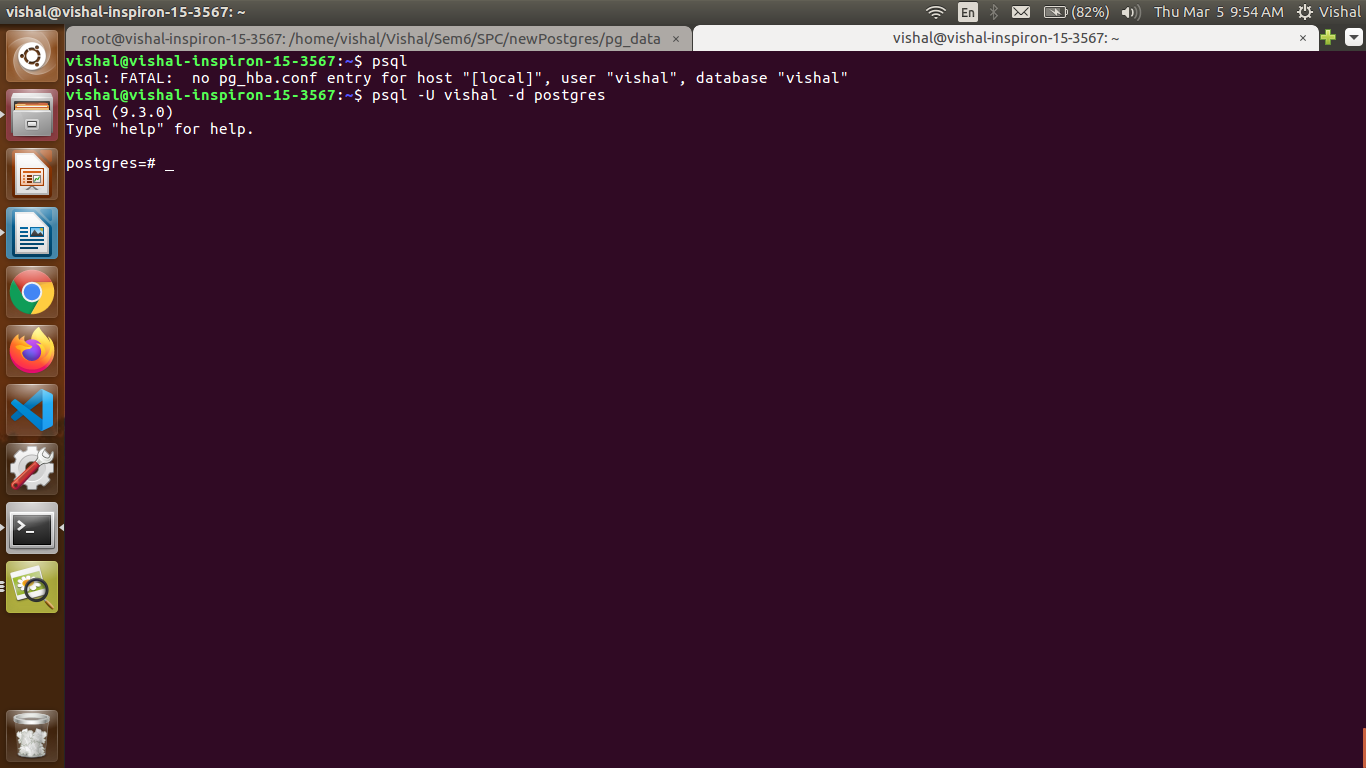 vishal@vishal-inspiron-15-3567: ~
En
(82%)
Thu Mar 5 9:54 AM
Vishal
root@vishal-inspiron-15-3567: /home/vishal/Vishal/Sem6/SPC/newPostgres/pg_data ×
vishal@vishal-inspiron-15-3567: ~ ×
vishal@vishal-inspiron-15-3567:~$ psql
psql: FATAL:  no pg_hba.conf entry for host "[local]", user "vishal", database "vishal"
vishal@vishal-inspiron-15-3567:~$ psql -U vishal -d postgres
psql (9.3.0)
Type "help" for help.
postgres=# _